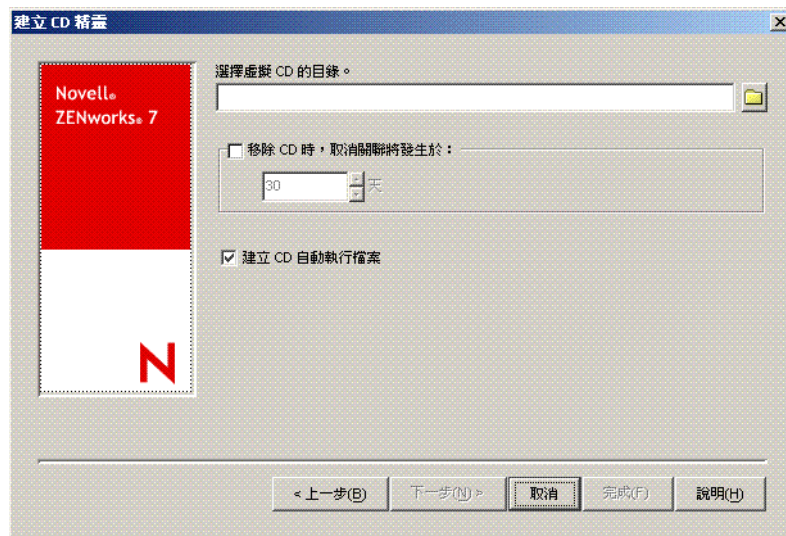 建立 CD 精靈
Novell®
ZENworks® 7
選擇虛擬 CD 的目錄。
移除 CD 時，取消關聯將發生於：
30 天
建立 CD 自動執行檔案
N
< 上一步(B)
下一步(N) >
取消
完成(F)
說明(H)